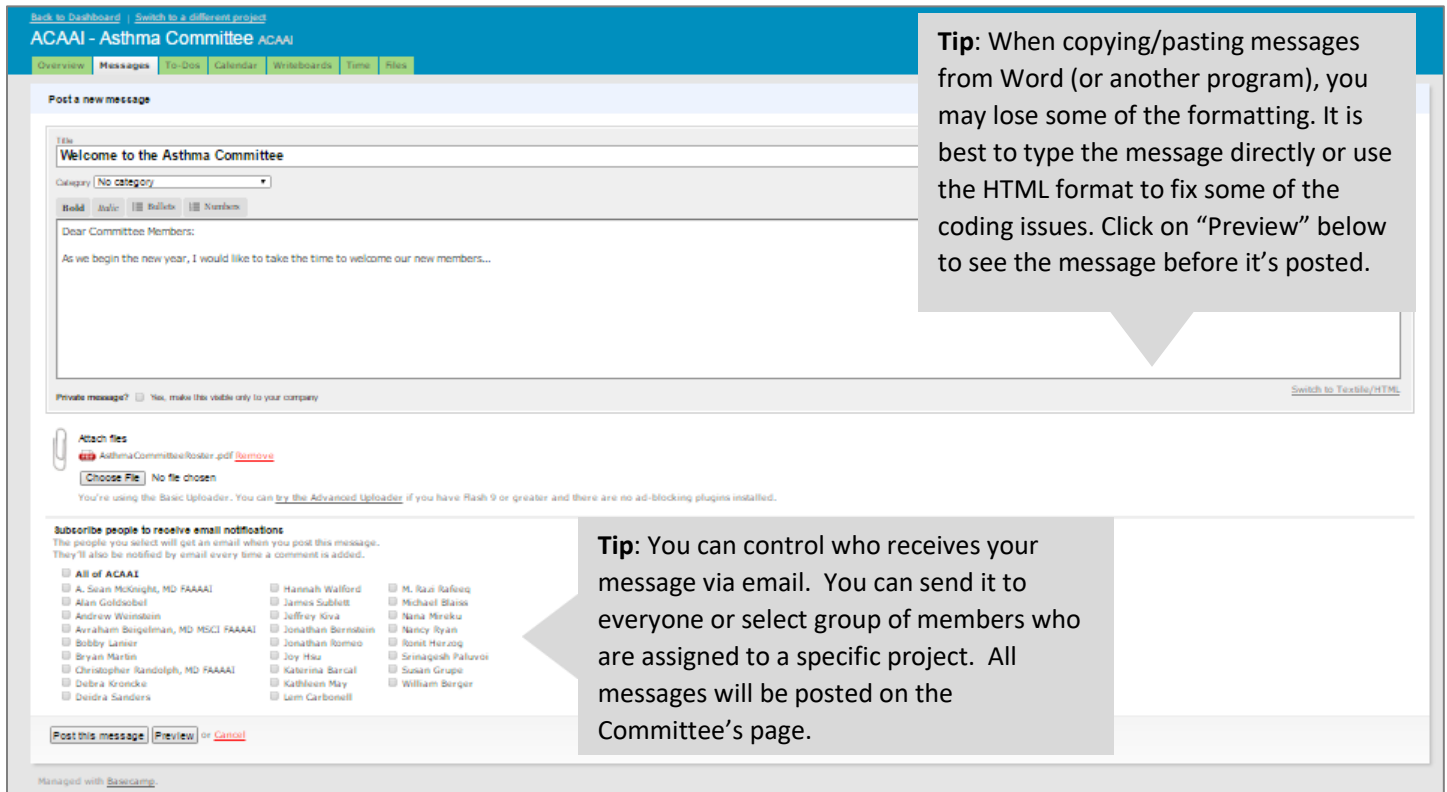 Back to Dashboard | Switch to a different project
ACAAI - Asthma Committee ACAAI
Overview Messages To-Dos Calendar Writeboards Time Files
Post a new message
Title
Welcome to the Asthma Committee
Category No category
Bold Italic Bullets Numbers
Dear Committee Members:
As we begin the new year, I would like to take the time to welcome our new members...
Switch to Textile/HTML
Private message? Yes, make this visible only to your company
Tip: When copying/pasting messages
from Word (or another program), you
may lose some of the formatting. It is
best to type the message directly or use
the HTML format to fix some of the
coding issues. Click on “Preview” below
to see the message before it’s posted.
Attach files
AsthmaCommitteeRoster.pdf Remove
Choose File No file chosen
You're using the Basic Uploader. You can try the Advanced Uploader if you have Flash 9 or greater and there are no ad-blocking plugins installed.
Subscribe people to receive email notifications
The people you select will get an email when you post this message.
They'll also be notified by email every time a comment is added.
All of ACAAI
A. Sean McKnight, MD FAAAAI Hannah Walford M. Razi Rafeeq
Alan Goldsobel James Sublett Michael Blaiss
Andrew Weinstein Jeffrey Kiva Nana Mireku
Avraham Beigelman, MD MSCI FAAAAI Jonathan Bernstein Nancy Ryan
Bobby Lanier Jonathan Romeo Ronit Herzog
Bryan Martin Joy Hsu Srinagesh Paluvoi
Christopher Randolph, MD FAAAAI Katerina Barcal Susan Grupe
Debra Kroncke Kathleen May William Berger
Deidra Sanders Lem Carbonell
Tip: You can control who receives your
message via email. You can send it to
everyone or select group of members who
are assigned to a specific project. All
messages will be posted on the
Committee’s page.
Post this message Preview or Cancel
Managed with Basecamp.